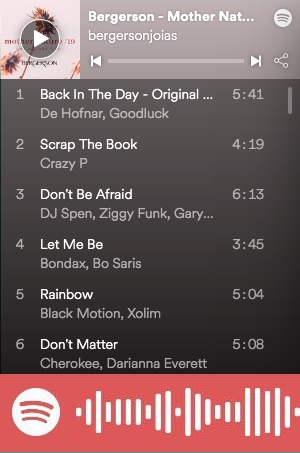 Bergerson - Mother Nat...
bergersonjoias
BERGERSON
1 Back In The Day - Original ... 5:41
De Hofnar, Goodluck
2 Scrap The Book 4:19
Crazy P
3 Don't Be Afraid 6:13
DJ Spen, Ziggy Funk, Gary...
4 Let Me Be 3:45
Bondax, Bo Saris
5 Rainbow 5:04
Black Motion, Xolim
6 Don't Matter 5:08
Cherokee, Darianna Everett